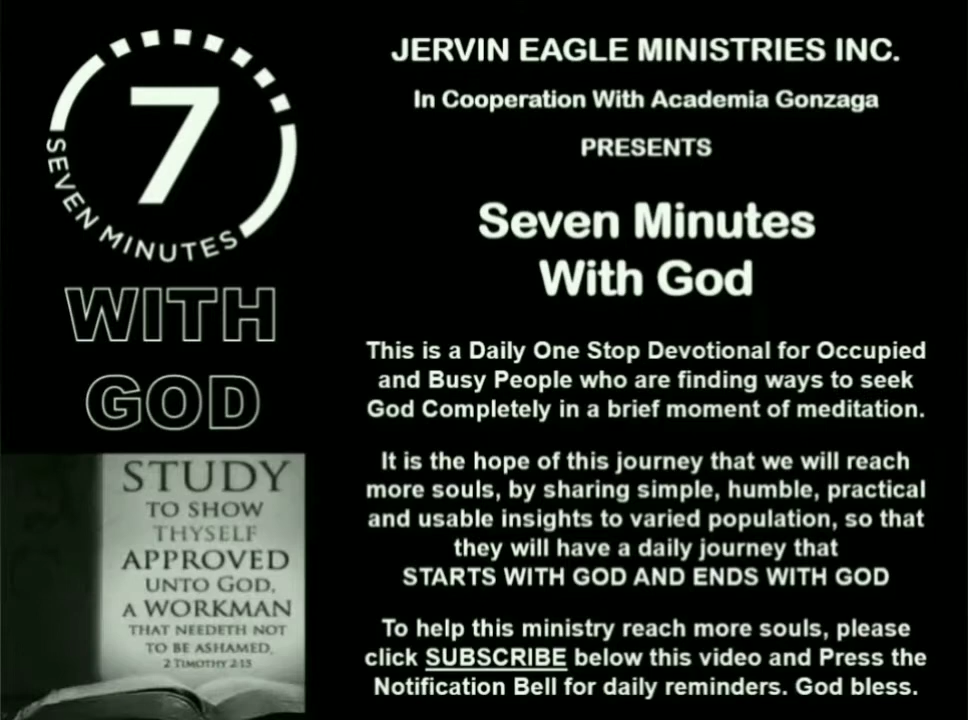 7
SEVEN MINUTES
WITH
GOD
STUDY
TO SHOW
THYSELF
APPROVED
UNTO GOD,
A WORKMAN
THAT NEEDETH NOT
TO BE ASHAMED,
2 TIMOTHY 2:15
JERVIN EAGLE MINISTRIES INC.
In Cooperation With Academia Gonzaga
PRESENTS
Seven Minutes
With God
This is a Daily One Stop Devotional for Occupied
and Busy People who are finding ways to seek
God Completely in a brief moment of meditation.
It is the hope of this journey that we will reach
more souls, by sharing simple, humble, practical
and usable insights to varied population, so that
they will have a daily journey that
STARTS WITH GOD AND ENDS WITH GOD
To help this ministry reach more souls, please
click SUBSCRIBE below this video and Press the
Notification Bell for daily reminders. God bless.